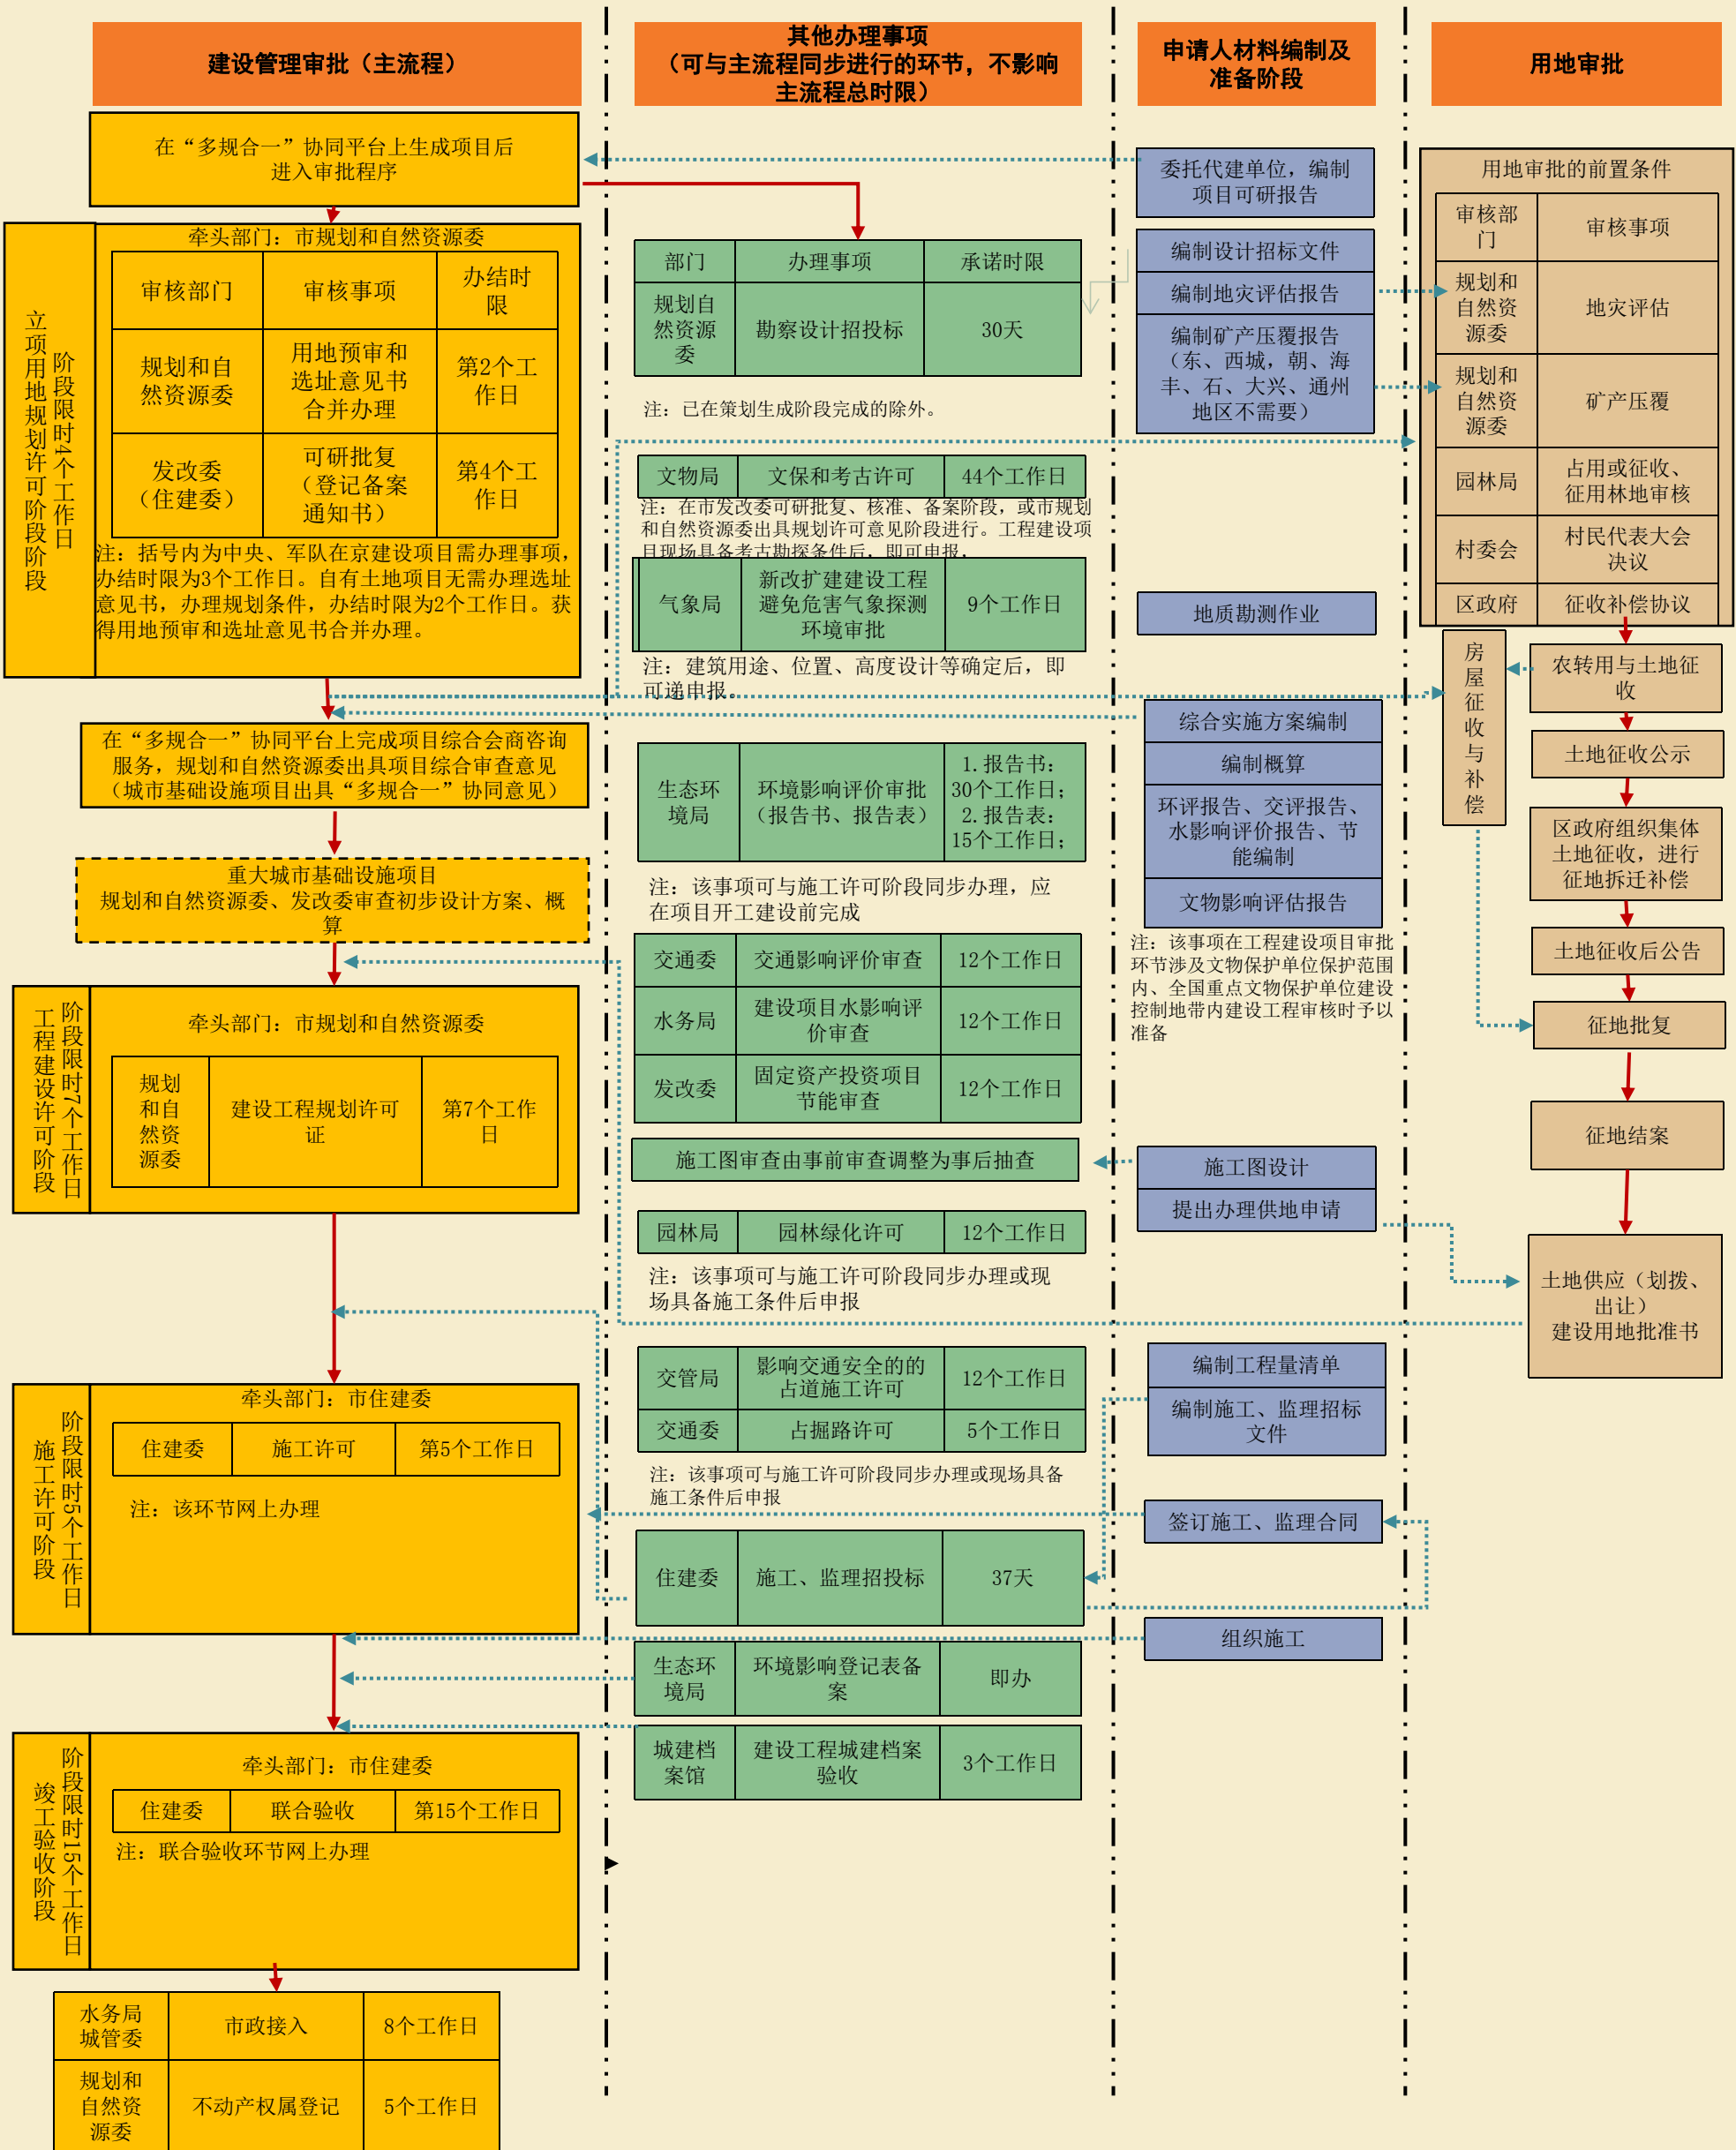 建设管理审批（主流程）
其他办理事项
（可与主流程同步进行的环节，不影响
主流程总时限）
申请人材料编制及
准备阶段
用地审批
在“多规合一”协同平台上生成项目后
进入审批程序
立项用地规划许可阶段阶段
阶段限时4个工作日
牵头部门：市规划和自然资源委
审核部门
审核事项
办结时
限
规划和自
然资源委
用地预审和
选址意见书
合并办理
第2个工
作日
发改委
（住建委）
可研批复
（登记备案
通知书）
第4个工
作日
注：括号内为中央、军队在京建设项目需办理事项，
办结时限为3个工作日。自有土地项目无需办理选址
意见书，办理规划条件，办结时限为2个工作日。获
得用地预审和选址意见书合并办理。
在“多规合一”协同平台上完成项目综合会商咨询
服务，规划和自然资源委出具项目综合审查意见
（城市基础设施项目出具“多规合一”协同意见）
重大城市基础设施项目
规划和自然资源委、发改委审查初步设计方案、概
算
工程建设许可阶段
阶段限时7个工作日
牵头部门：市规划和自然资源委
规划
和自
然资
源委
建设工程规划许可
证
第7个工作
日
施工许可阶段
阶段限时5个工作日
牵头部门：市住建委
住建委
施工许可
第5个工作日
注：该环节网上办理
竣工验收阶段
阶段限时15个工作日
牵头部门：市住建委
住建委
联合验收
第15个工作日
注：联合验收环节网上办理
水务局
城管委
市政接入
8个工作日
规划和
自然资
源委
不动产权属登记
5个工作日
部门
办理事项
承诺时限
规划自
然资源
委
勘察设计招投标
30天
注：已在策划生成阶段完成的除外。
文物局
文保和考古许可
44个工作日
注：在市发改委可研批复、核准、备案阶段，或市规划
和自然资源委出具规划许可意见阶段进行。工程建设项
目现场具备考古勘探条件后，即可申报，
气象局
新改扩建建设工程
避免危害气象探测
环境审批
9个工作日
注：建筑用途、位置、高度设计等确定后，即
可递申报。
生态环
境局
环境影响评价审批
（报告书、报告表）
1.报告书：
30个工作日；
2.报告表：
15个工作日；
注：该事项可与施工许可阶段同步办理，应
在项目开工建设前完成
交通委
交通影响评价审查
12个工作日
水务局
建设项目水影响评
价审查
12个工作日
发改委
固定资产投资项目
节能审查
12个工作日
施工图审查由事前审查调整为事后抽查
园林局
园林绿化许可
12个工作日
注：该事项可与施工许可阶段同步办理或现
场具备施工条件后申报
交管局
影响交通安全的的
占道施工许可
12个工作日
交通委
占掘路许可
5个工作日
注：该事项可与施工许可阶段同步办理或现场具备
施工条件后申报
住建委
施工、监理招投标
37天
生态环
境局
环境影响登记表备
案
即办
城建档
案馆
建设工程城建档案
验收
3个工作日
委托代建单位，编制
项目可研报告
编制设计招标文件
编制地灾评估报告
编制矿产压覆报告
（东、西城，朝、海
丰、石、大兴、通州
地区不需要）
地质勘测作业
综合实施方案编制
编制概算
环评报告、交评报告、
水影响评价报告、节
能编制
文物影响评估报告
注：该事项在工程建设项目审批
环节涉及文物保护单位保护范围
内、全国重点文物保护单位建设
控制地带内建设工程审核时予以
准备
施工图设计
提出办理供地申请
编制工程量清单
编制施工、监理招标
文件
签订施工、监理合同
组织施工
用地审批的前置条件
审核部
门
审核事项
规划和
自然资
源委
地灾评估
规划和
自然资
源委
矿产压覆
园林局
占用或征收、
征用林地审核
村委会
村民代表大会
决议
区政府
征收补偿协议
房屋征收与补偿
农转用与土地征
收
土地征收公示
区政府组织集体
土地征收，进行
征地拆迁补偿
土地征收后公告
征地批复
征地结案
土地供应（划拨、
出让）
建设用地批准书